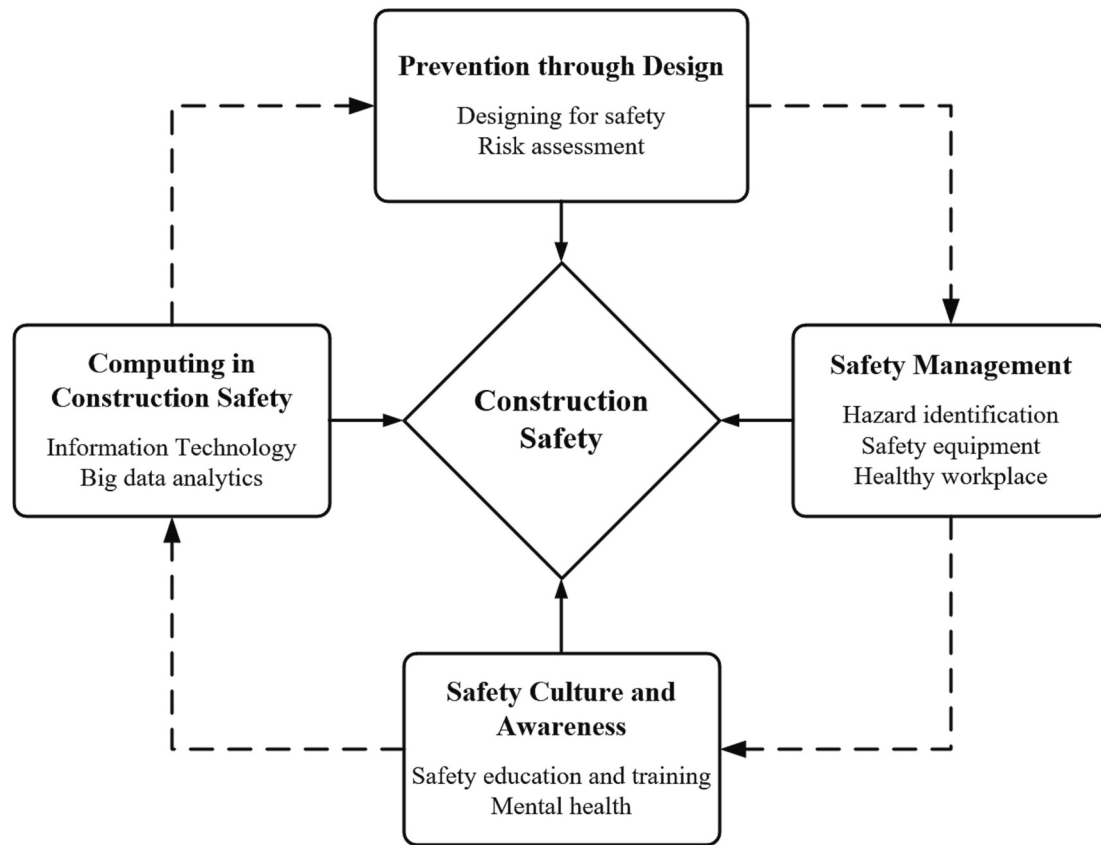 Prevention through Design
Designing for safety
Risk assessment
Computing in
Construction Safety
Information Technology
Big data analytics
Construction
Safety
Safety Management
Hazard identification
Safety equipment
Healthy workplace
Safety Culture and
Awareness
Safety education and training
Mental health